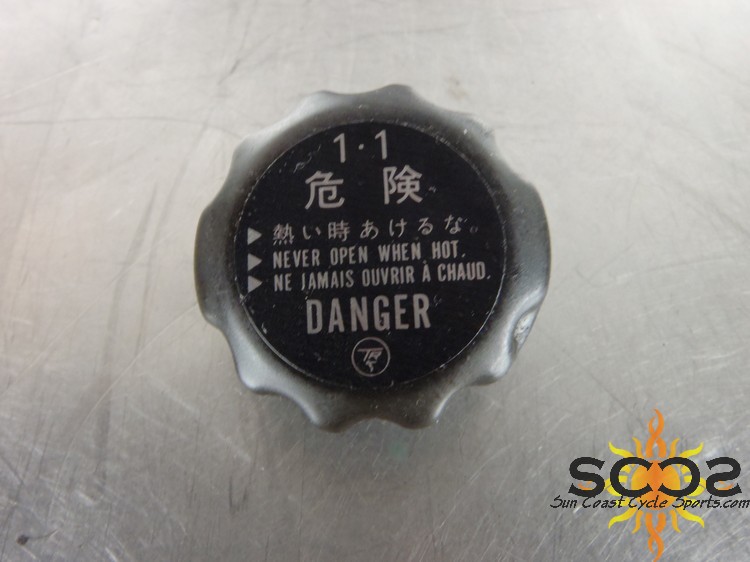 1・1
危 険
▶ 熱い時あけるな。
▶ NEVER OPEN WHEN HOT.
▶ NE JAMAIS OUVRIR À CHAUD.
DANGER
SCCS
Sun Coast Cycle Sports.com